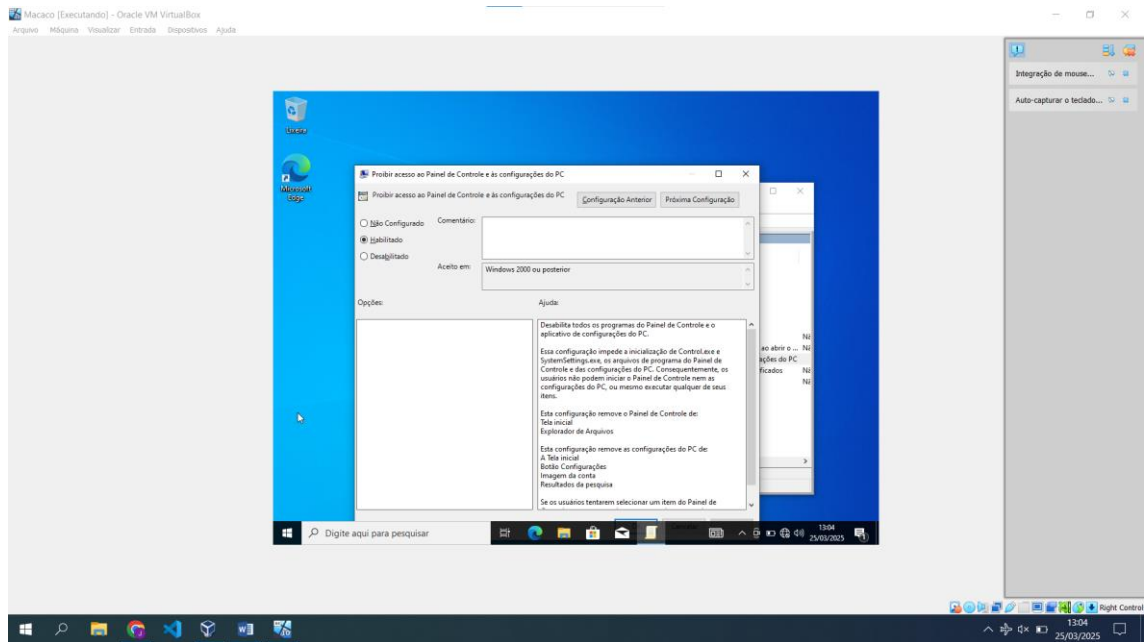 Macaco [Executando] - Oracle VM VirtualBox
Arquivo Máquina Visualizar Entrada Dispositivos Ajuda
Integração de mouse...
Auto-capturar o teclado...
Lixeira
Microsoft
Edge
Proibir acesso ao Painel de Controle e às configurações do PC
Proibir acesso ao Painel de Controle e às configurações do PC
Configuração Anterior
Próxima Configuração
Não Configurado
Habilitado
Desabilitado
Comentário:
Aceito em:
Windows 2000 ou posterior
Opções:
Ajuda:
Desabilita todos os programas do Painel de Controle e o
aplicativo de configurações do PC.
Essa configuração impede a inicialização de Control.exe e
SystemSettings.exe, os arquivos de programa do Painel de
Controle e das configurações do PC. Consequentemente, os
usuários não podem iniciar o Painel de Controle nem as
configurações do PC, ou mesmo executar qualquer de seus
itens.
Esta configuração remove o Painel de Controle de:
Tela inicial
Explorador de Arquivos
Esta configuração remove as configurações do PC de:
A Tela inicial
Botão Configurações
Imagem da conta
Resultados da pesquisa
Se os usuários tentarem selecionar um item do Painel de
Nã
ao abrir o ... Nã
ações do PC
ficados Nã
Nã
Digite aqui para pesquisar
13:04
25/03/2025
Right Control
13:04
25/03/2025